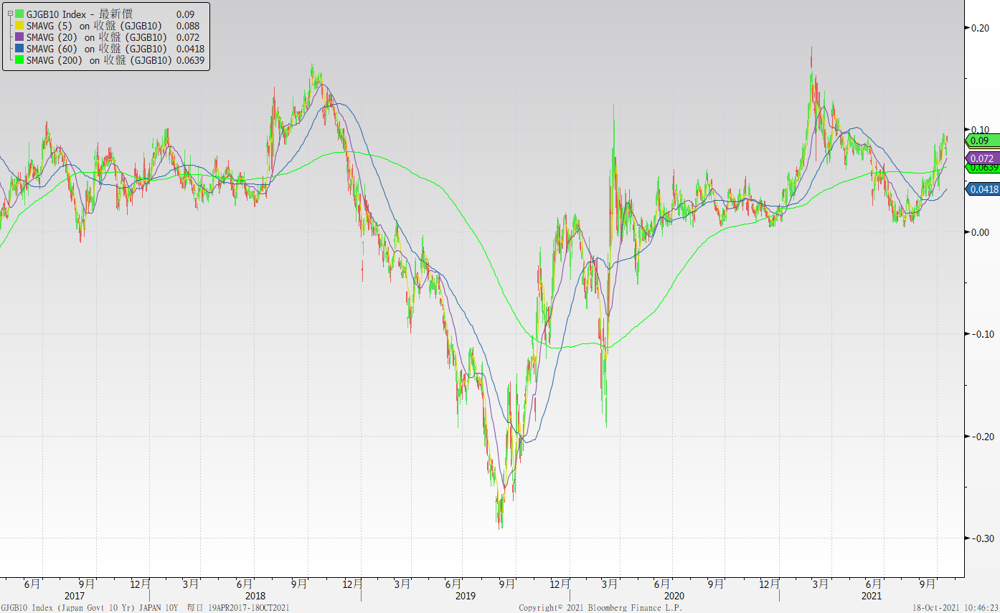 GJGB10 Index - 最新價 0.09
SMAVG (5) on 收盤 (GJGB10) 0.088
SMAVG (20) on 收盤 (GJGB10) 0.072
SMAVG (60) on 收盤 (GJGB10) 0.0418
SMAVG (200) on 收盤 (GJGB10) 0.0639
0.20
0.10
0.09
0.072
0.0639
0.0418
0.00
-0.10
-0.20
-0.30
6月 9月 12月 3月 6月 9月 12月 3月 6月 9月 12月 3月 6月 9月 12月 3月 6月 9月
2017 2018 2019 2020 2021
GJGB10 Index (Japan Govt 10 Yr) JAPAN 10Y 每日 19APR2017-18OCT2021 Copyright© 2021 Bloomberg Finance L.P. 18-Oct-2021 10:46:23